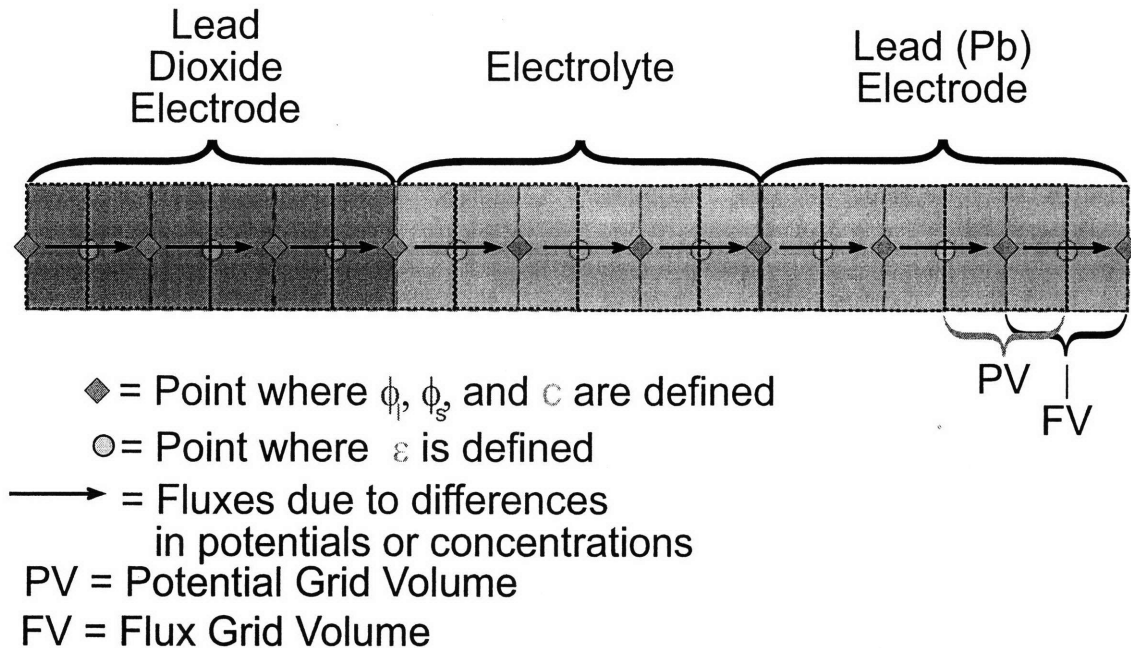 Lead
Dioxide
Electrode
Electrolyte
Lead (Pb)
Electrode
PV
FV
= Point where ϕl, ϕs, and c are defined
= Point where ε is defined
= Fluxes due to differences
in potentials or concentrations
PV = Potential Grid Volume
FV = Flux Grid Volume